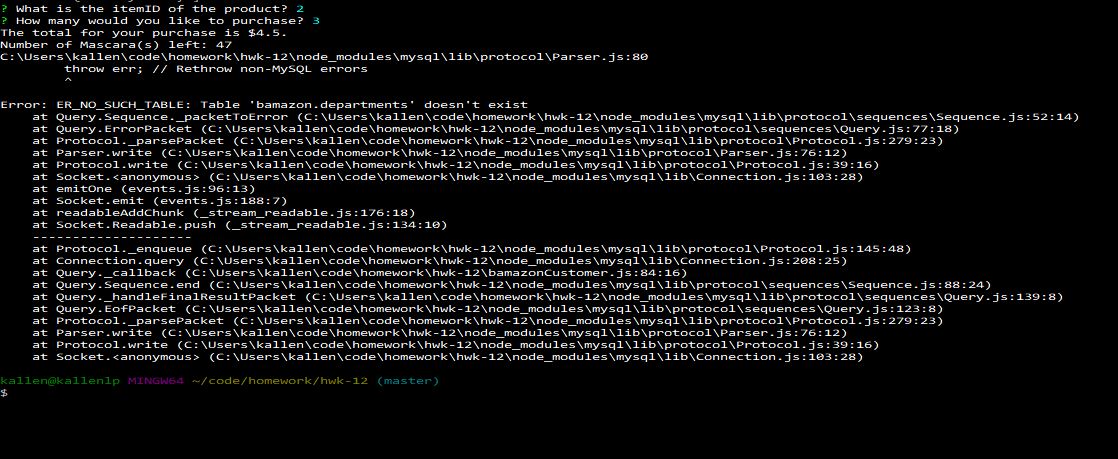 ? What is the itemID of the product? 2
? How many would you like to purchase? 3
The total for your purchase is $4.5.
Number of Mascara(s) left: 47
C:\Users\kallen\code\homework\hwk-12\node_modules\mysql\lib\protocol\Parser.js:80
        throw err; // Rethrow non-MySQL errors
        ^
Error: ER_NO_SUCH_TABLE: Table 'bamazon.departments' doesn't exist
    at Query.Sequence._packetToError (C:\Users\kallen\code\homework\hwk-12\node_modules\mysql\lib\protocol\sequences\Sequence.js:52:14)
    at Query.ErrorPacket (C:\Users\kallen\code\homework\hwk-12\node_modules\mysql\lib\protocol\sequences\Query.js:77:18)
    at Protocol._parsePacket (C:\Users\kallen\code\homework\hwk-12\node_modules\mysql\lib\protocol\Protocol.js:279:23)
    at Parser.write (C:\Users\kallen\code\homework\hwk-12\node_modules\mysql\lib\protocol\Parser.js:76:12)
    at Protocol.write (C:\Users\kallen\code\homework\hwk-12\node_modules\mysql\lib\protocol\Protocol.js:39:16)
    at Socket.<anonymous> (C:\Users\kallen\code\homework\hwk-12\node_modules\mysql\lib\Connection.js:103:28)
    at emitOne (events.js:96:13)
    at Socket.emit (events.js:188:7)
    at readableAddChunk (_stream_readable.js:176:18)
    at Socket.Readable.push (_stream_readable.js:134:10)
    --------------------
    at Protocol._enqueue (C:\Users\kallen\code\homework\hwk-12\node_modules\mysql\lib\protocol\Protocol.js:145:48)
    at Connection.query (C:\Users\kallen\code\homework\hwk-12\node_modules\mysql\lib\Connection.js:208:25)
    at Query._callback (C:\Users\kallen\code\homework\hwk-12\bamazonCustomer.js:84:16)
    at Query.Sequence.end (C:\Users\kallen\code\homework\hwk-12\node_modules\mysql\lib\protocol\sequences\Sequence.js:88:24)
    at Query._handleFinalResultPacket (C:\Users\kallen\code\homework\hwk-12\node_modules\mysql\lib\protocol\sequences\Query.js:139:8)
    at Query.EofPacket (C:\Users\kallen\code\homework\hwk-12\node_modules\mysql\lib\protocol\sequences\Query.js:123:8)
    at Protocol._parsePacket (C:\Users\kallen\code\homework\hwk-12\node_modules\mysql\lib\protocol\Protocol.js:279:23)
    at Parser.write (C:\Users\kallen\code\homework\hwk-12\node_modules\mysql\lib\protocol\Parser.js:76:12)
    at Protocol.write (C:\Users\kallen\code\homework\hwk-12\node_modules\mysql\lib\protocol\Protocol.js:39:16)
    at Socket.<anonymous> (C:\Users\kallen\code\homework\hwk-12\node_modules\mysql\lib\Connection.js:103:28)
kallen@kallenlp MINGW64 ~/code/homework/hwk-12 (master)
$